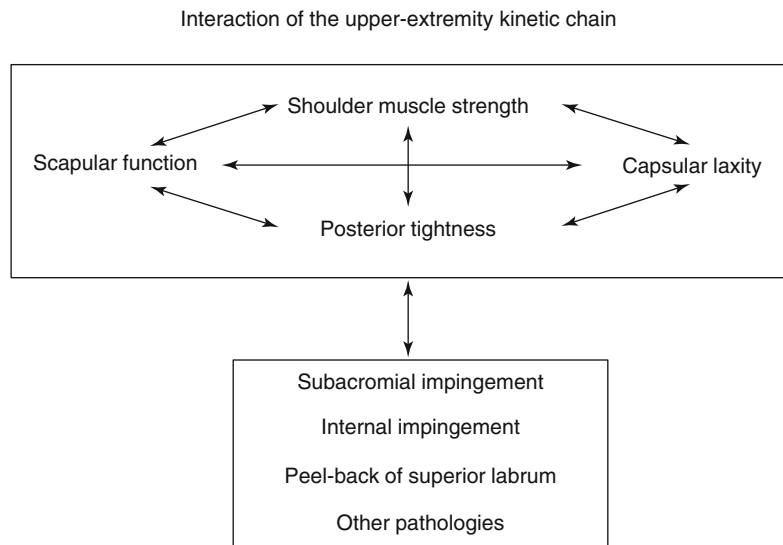 Interaction of the upper-extremity kinetic chain
Shoulder muscle strength
Scapular function
Capsular laxity
Posterior tightness
Subacromial impingement
Internal impingement
Peel-back of superior labrum
Other pathologies